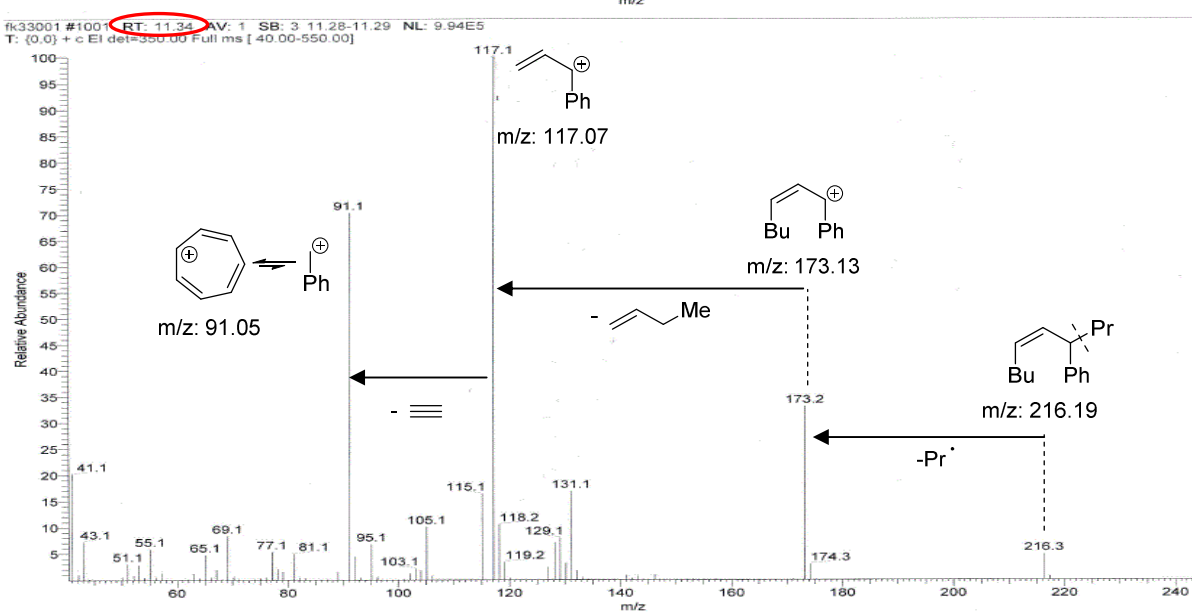 m/z
fk33001 #1001 RT: 11.34 AV: 1 SB: 3 11.28-11.29 NL: 9.94E5
T: {0,0} + c EI det=350.00 Full ms [ 40.00-550.00]
100
95
90
85
80
75
70
65
60
55
50
45
40
35
30
25
20
15
10
5
Relative Abundance
117.1
Ph
m/z: 117.07
91.1
Ph
m/z: 91.05
Bu Ph
m/z: 173.13
- Me
Pr
Bu Ph
m/z: 216.19
173.2
-
-Pr•
41.1
43.1
51.1
55.1
65.1
69.1
77.1
81.1
95.1
103.1
105.1
115.1
118.2
119.2
129.1
131.1
174.3
216.3
60 80 100 120 140 160 180 200 220 240
m/z